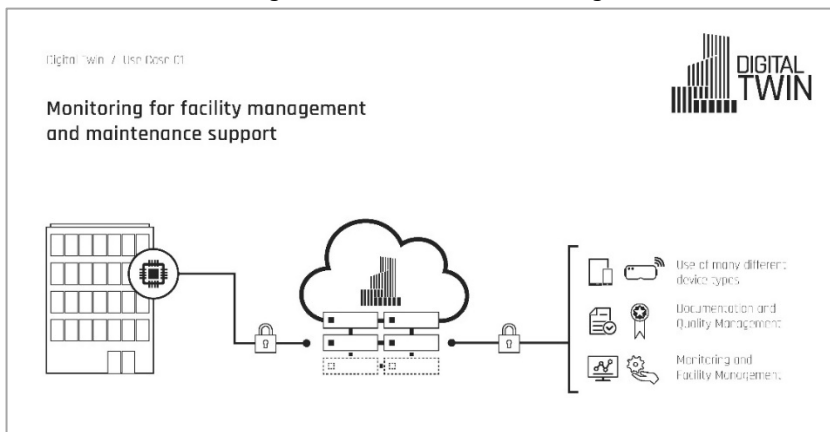 Digital Twin / Use Case 01
DIGITAL
TWIN
Monitoring for facility management
and maintenance support
Use of many different
device types
Documentation and
Quality Management
Monitoring and
Facility Management